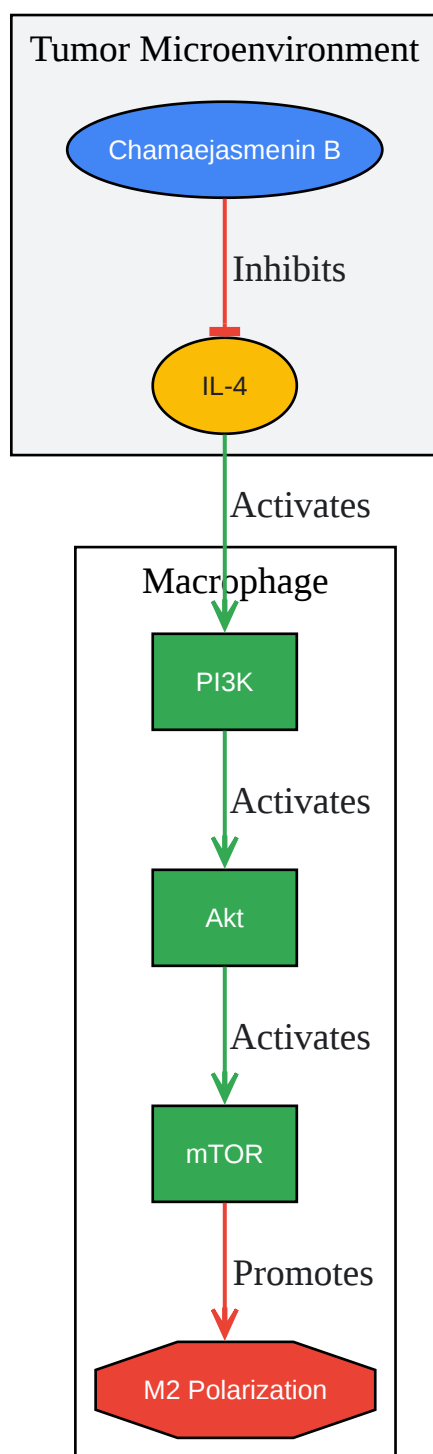 Tumor Microenvironment
Chamaejasmenin B
Inhibits
IL-4
Activates
Macrophage
PI3K
Activates
Akt
Activates
mTOR
Promotes
M2 Polarization